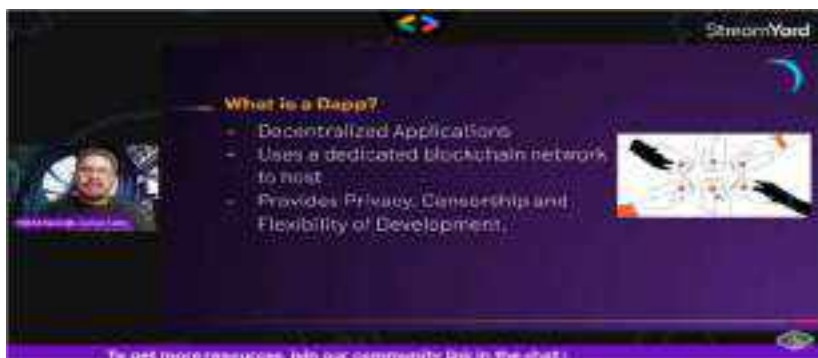 StreamYard
What is a Dapp?
- Decentralized Applications
- Uses a dedicated blockchain network
to host
- Provides Privacy, Censorship and
Flexibility of Development.
To get more resources, join our community link in the chat!